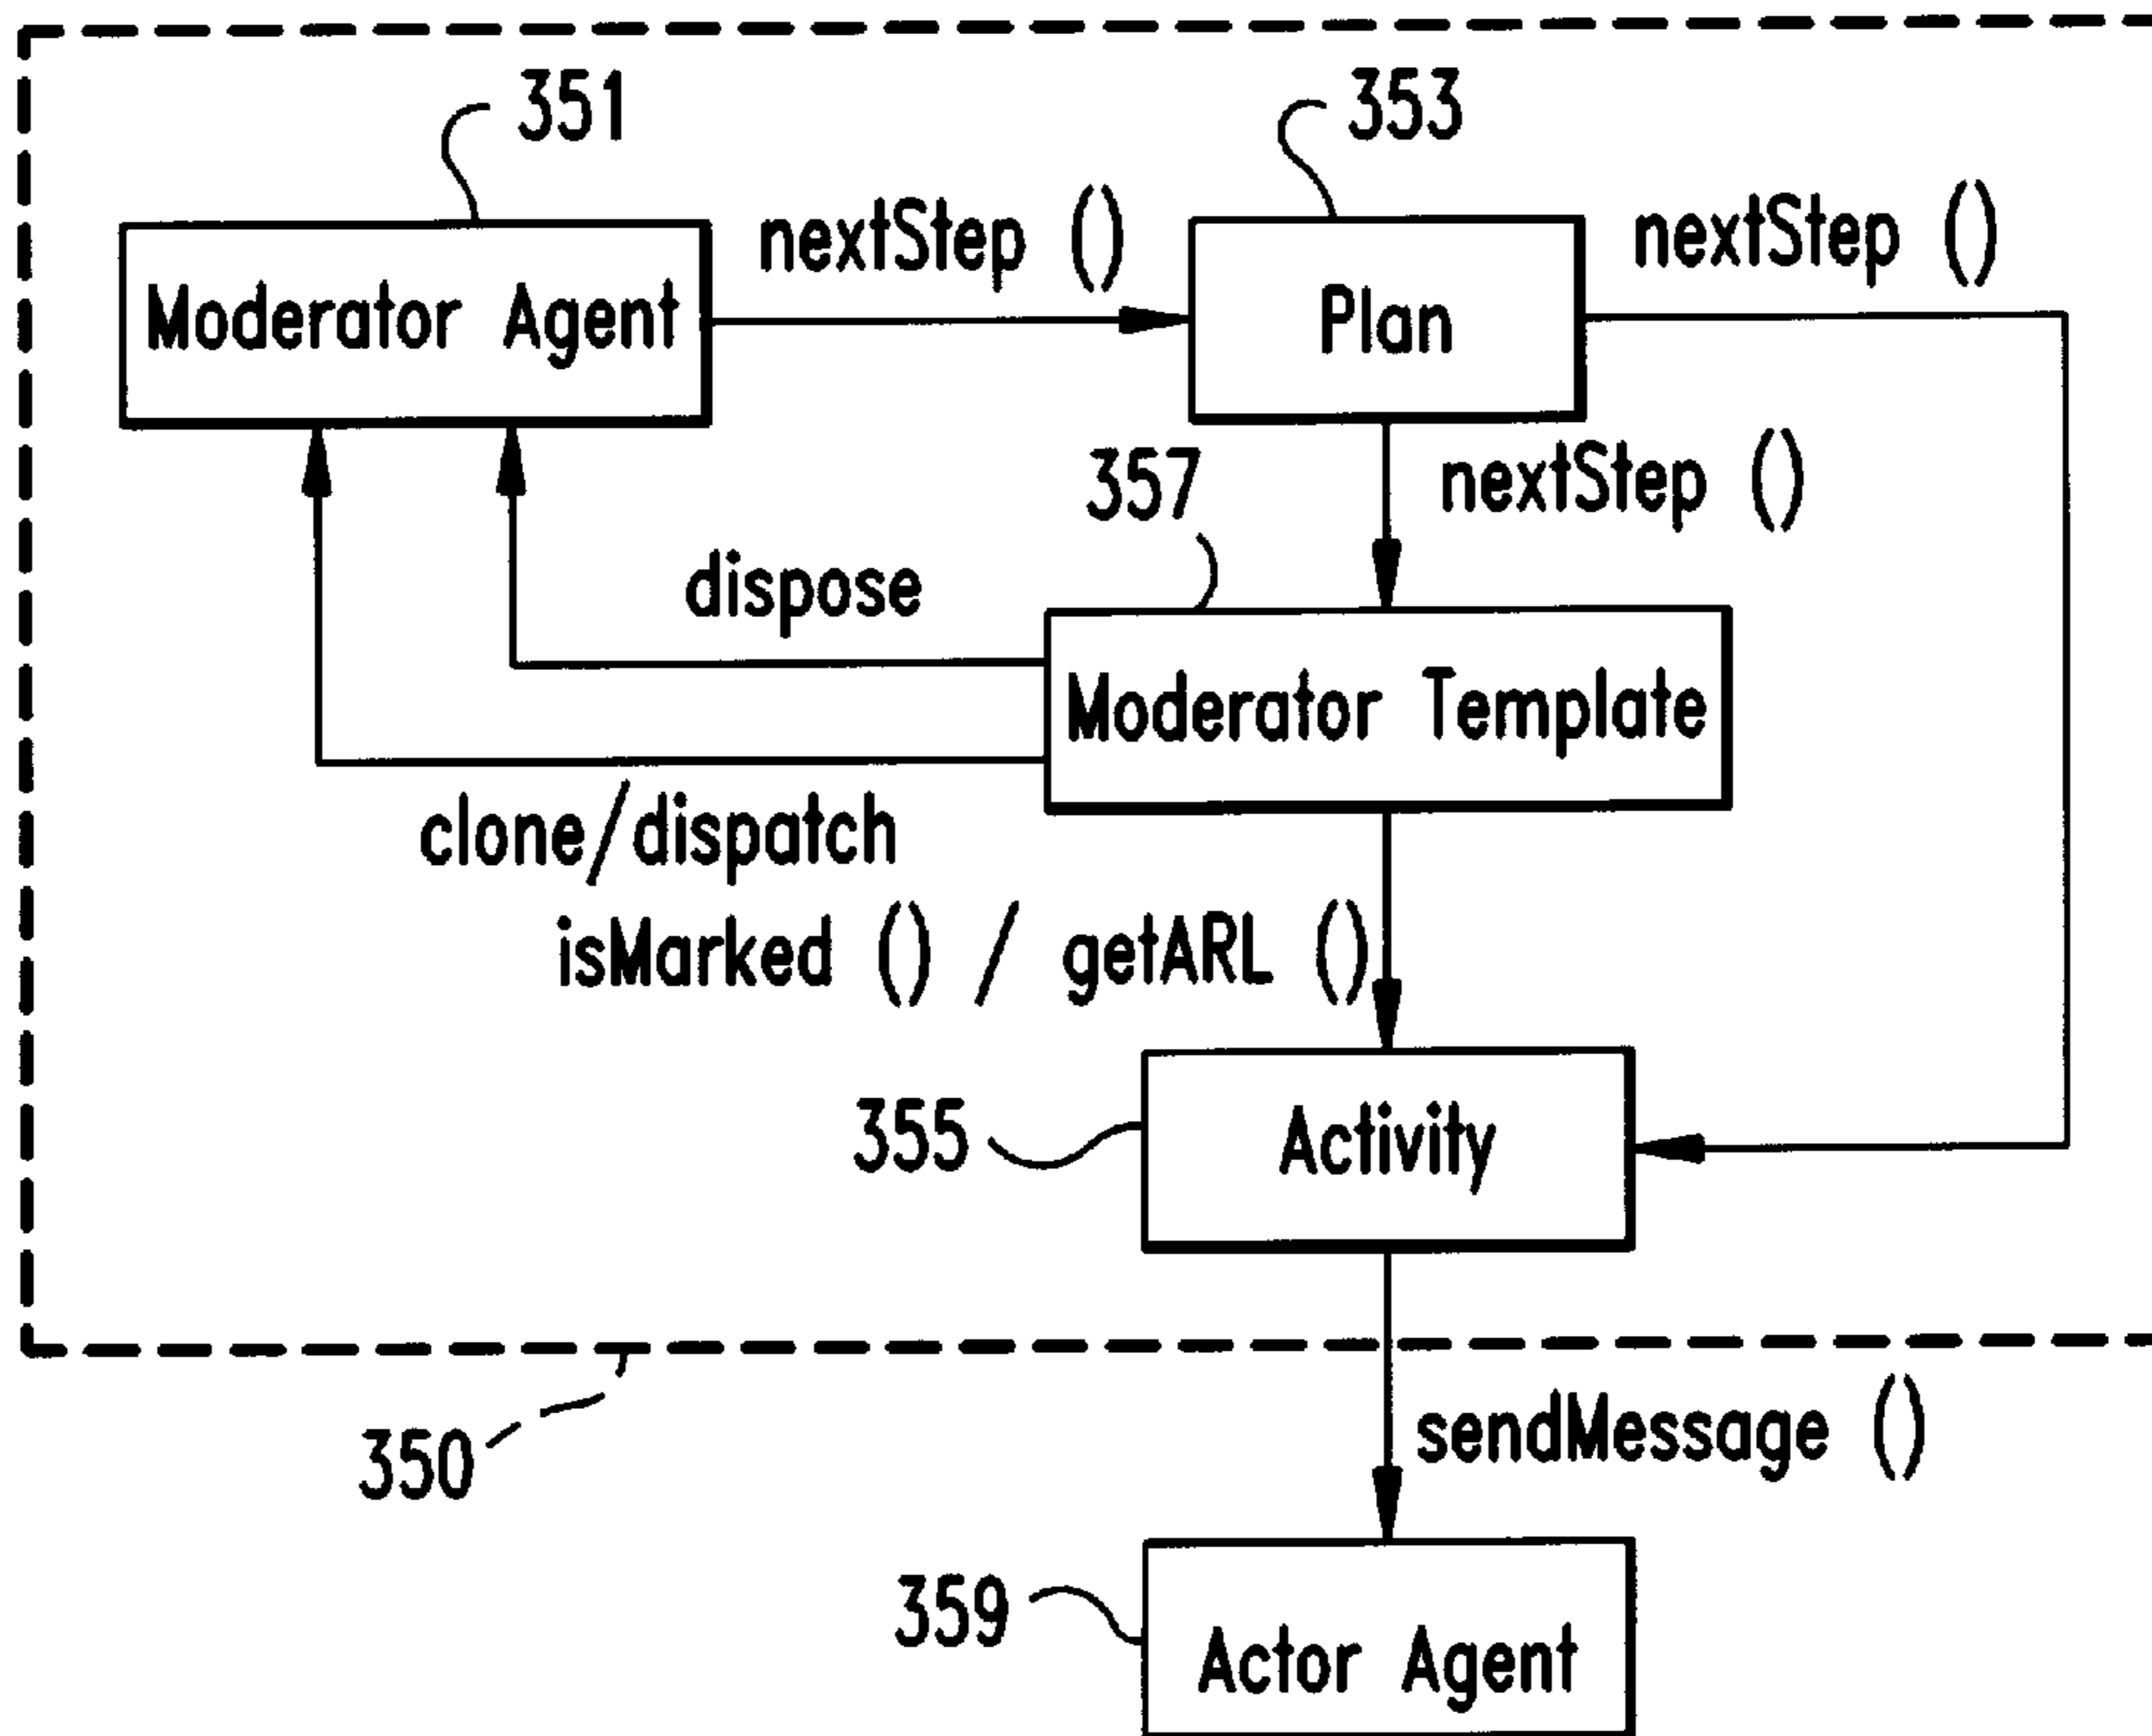 351
353
nextStep ()
nextStep ()
Moderator Agent
Plan
357
nextStep ()
dispose
Moderator Template
clone/dispatch
isMarked () / getARL ()
355
Activity
350
sendMessage ()
359
Actor Agent